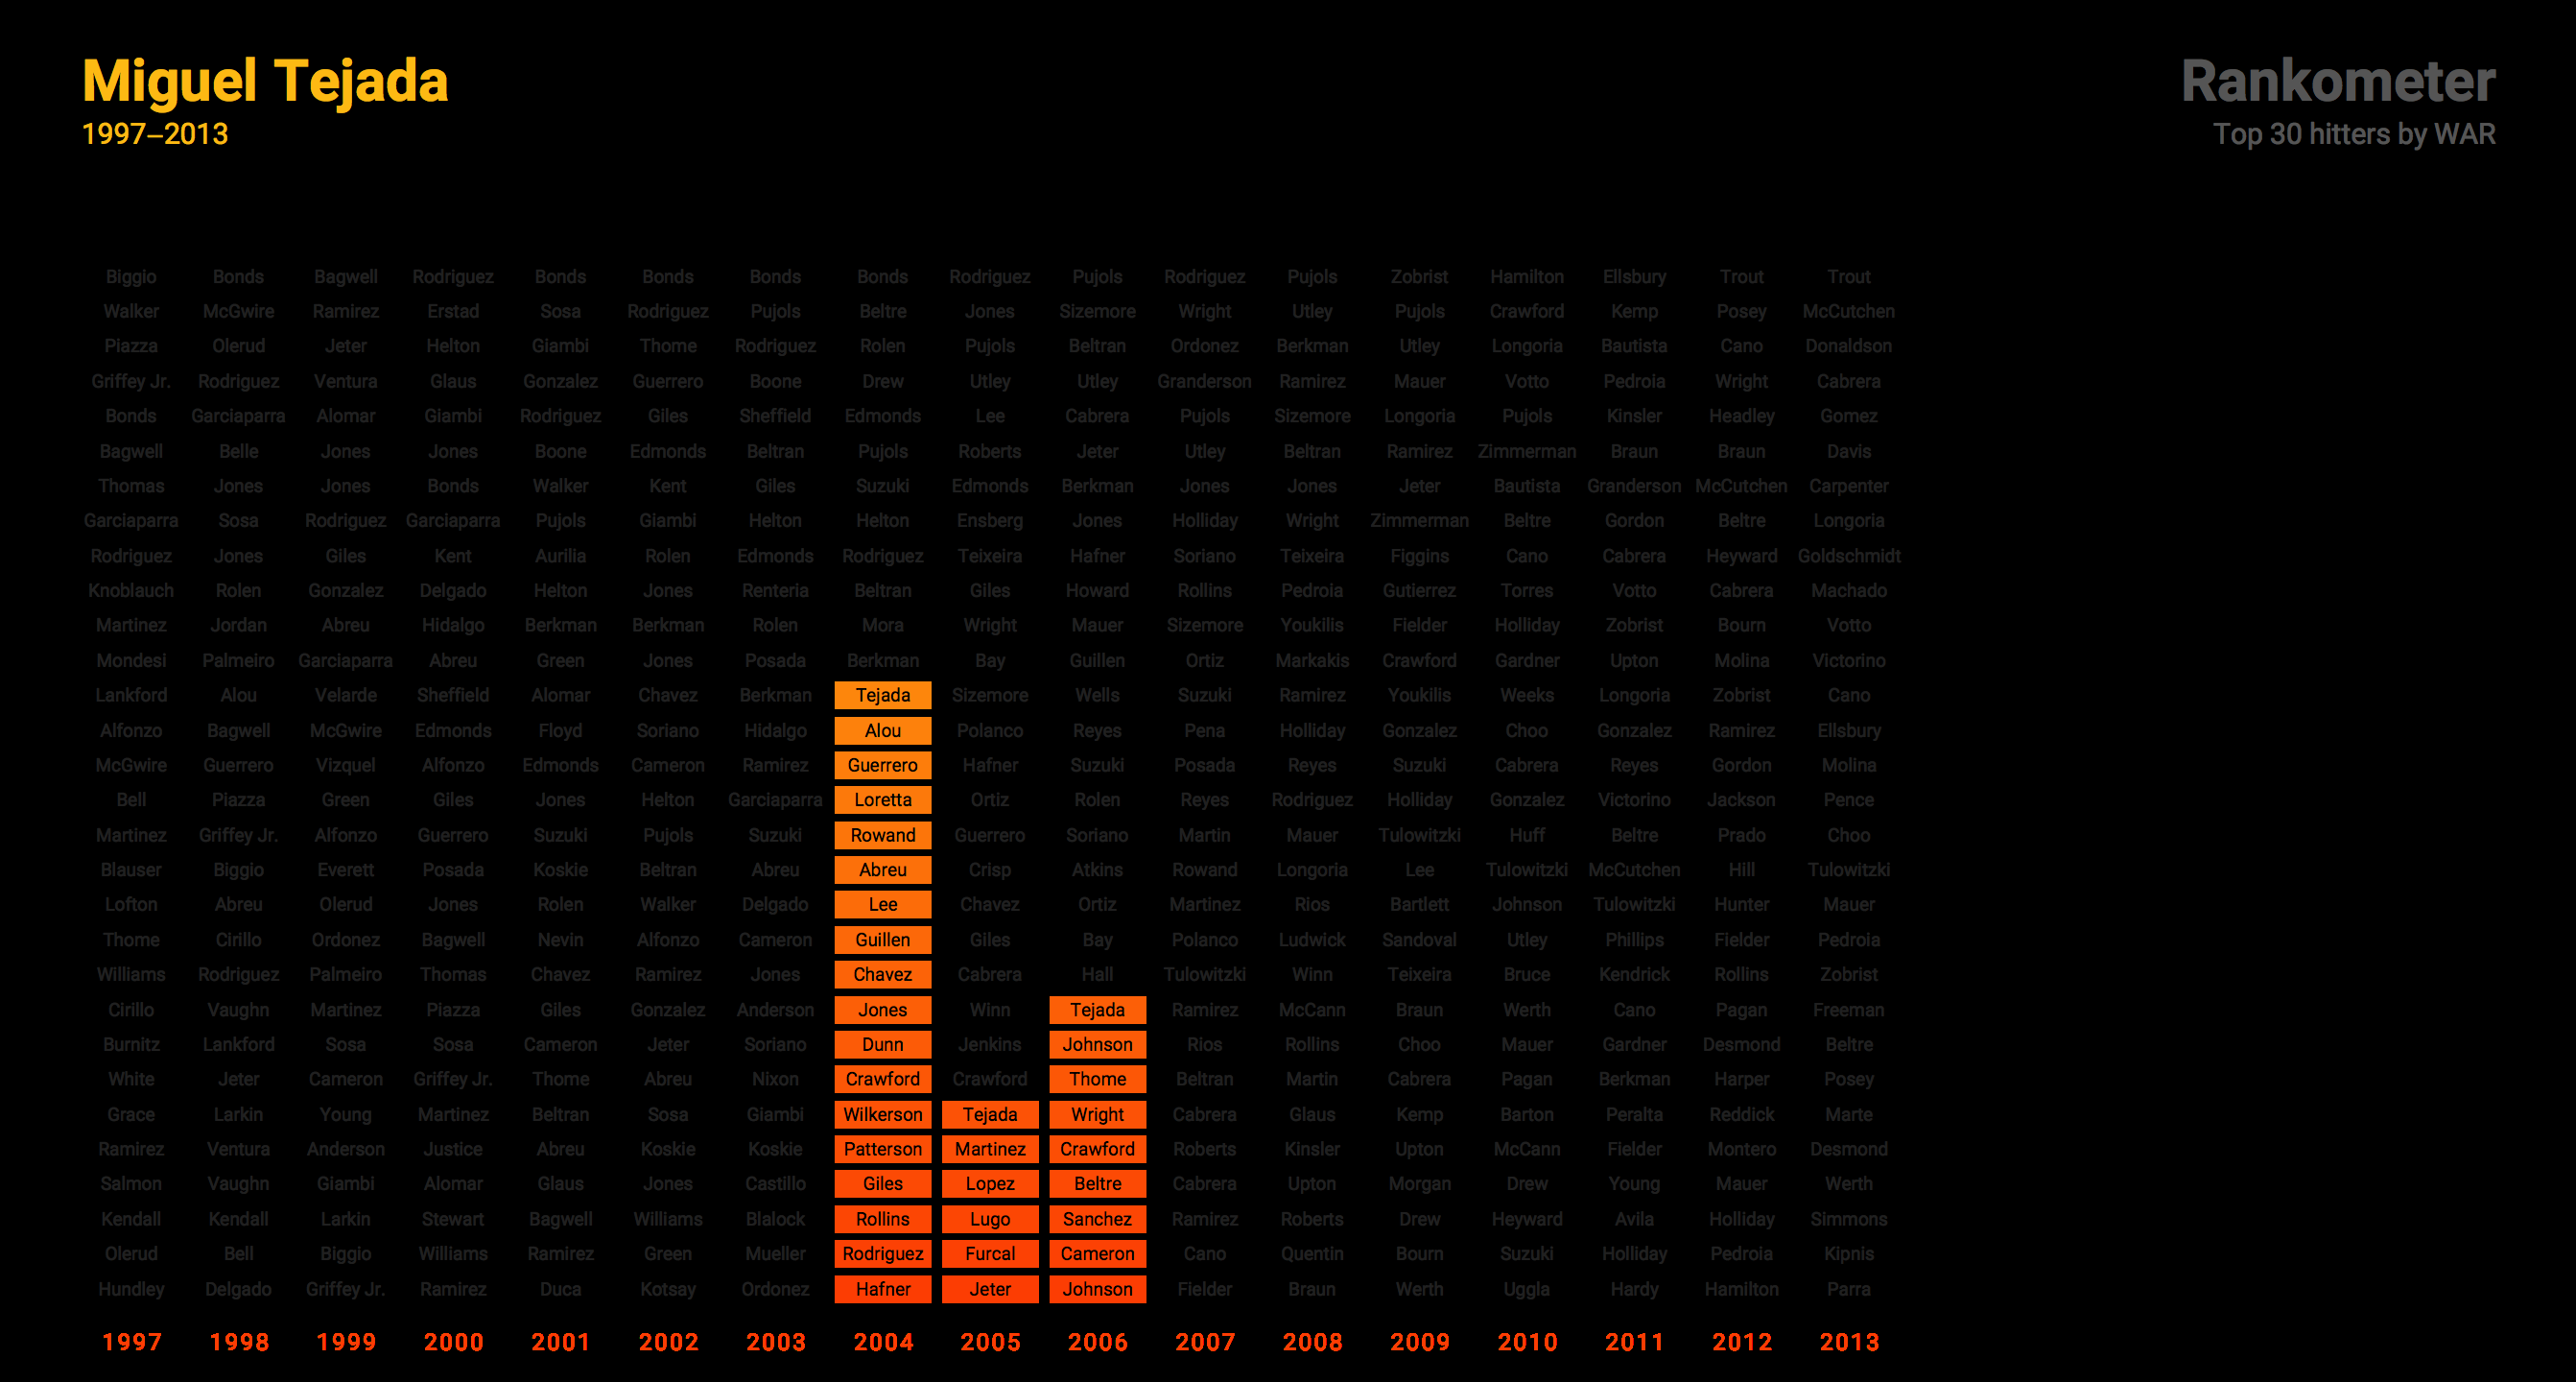 Miguel Tejada
1997–2013
Rankometer
Top 30 hitters by WAR
Biggio Bonds Bagwell Rodriguez Bonds Bonds Bonds Bonds Rodriguez Pujols Rodriguez Pujols Zobrist Hamilton Ellsbury Trout Trout
Walker McGwire Ramirez Erstad Sosa Rodriguez Pujols Beltre Jones Sizemore Wright Utley Pujols Crawford Kemp Posey McCutchen
Piazza Olerud Jeter Helton Giambi Thome Rodriguez Rolen Pujols Beltran Ordonez Berkman Utley Longoria Bautista Cano Donaldson
Griffey Jr. Rodriguez Ventura Glaus Gonzalez Guerrero Boone Drew Utley Utley Granderson Ramirez Mauer Votto Pedroia Wright Cabrera
Bonds Garciaparra Alomar Giambi Rodriguez Giles Sheffield Edmonds Lee Cabrera Pujols Sizemore Longoria Pujols Kinsler Headley Gomez
Bagwell Belle Jones Jones Boone Edmonds Beltran Pujols Roberts Jeter Utley Beltran Ramirez Zimmerman Braun Braun Davis
Thomas Jones Jones Bonds Walker Kent Giles Suzuki Edmonds Berkman Jones Jones Jeter Bautista Granderson McCutchen Carpenter
Garciaparra Sosa Rodriguez Garciaparra Pujols Giambi Helton Helton Ensberg Jones Holliday Wright Zimmerman Beltre Gordon Beltre Longoria
Rodriguez Jones Giles Kent Aurilia Rolen Edmonds Rodriguez Teixeira Hafner Soriano Teixeira Figgins Cano Cabrera Heyward Goldschmidt
Knoblauch Rolen Gonzalez Delgado Helton Jones Renteria Beltran Giles Howard Rollins Pedroia Gutierrez Torres Votto Cabrera Machado
Martinez Jordan Abreu Hidalgo Berkman Berkman Rolen Mora Wright Mauer Sizemore Youkilis Fielder Holliday Zobrist Bourn Votto
Mondesi Palmeiro Garciaparra Abreu Green Jones Posada Berkman Bay Guillen Ortiz Markakis Crawford Gardner Upton Molina Victorino
Lankford Alou Velarde Sheffield Alomar Chavez Berkman Tejada Sizemore Wells Suzuki Ramirez Youkilis Weeks Longoria Zobrist Cano
Alfonzo Bagwell McGwire Edmonds Floyd Soriano Hidalgo Alou Polanco Reyes Pena Holliday Gonzalez Choo Gonzalez Ramirez Ellsbury
McGwire Guerrero Vizquel Alfonzo Edmonds Cameron Ramirez Guerrero Hafner Suzuki Posada Reyes Suzuki Cabrera Reyes Gordon Molina
Bell Piazza Green Giles Jones Helton Garciaparra Loretta Ortiz Rolen Reyes Rodriguez Holliday Gonzalez Victorino Jackson Pence
Martinez Griffey Jr. Alfonzo Guerrero Suzuki Pujols Suzuki Rowand Guerrero Soriano Martin Mauer Tulowitzki Huff Beltre Prado Choo
Blauser Biggio Everett Posada Koskie Beltran Abreu Abreu Crisp Atkins Rowand Longoria Lee Tulowitzki McCutchen Hill Tulowitzki
Lofton Abreu Olerud Jones Rolen Walker Delgado Lee Chavez Ortiz Martinez Rios Bartlett Johnson Tulowitzki Hunter Mauer
Thome Cirillo Ordonez Bagwell Nevin Alfonzo Cameron Guillen Giles Bay Polanco Ludwick Sandoval Utley Phillips Fielder Pedroia
Williams Rodriguez Palmeiro Thomas Chavez Ramirez Jones Chavez Cabrera Hall Tulowitzki Winn Teixeira Bruce Kendrick Rollins Zobrist
Cirillo Vaughn Martinez Piazza Giles Gonzalez Anderson Jones Winn Tejada Ramirez McCann Braun Werth Cano Pagan Freeman
Burnitz Lankford Sosa Sosa Cameron Jeter Soriano Dunn Jenkins Johnson Rios Rollins Choo Mauer Gardner Desmond Beltre
White Jeter Cameron Griffey Jr. Thome Abreu Nixon Crawford Crawford Thome Beltran Martin Cabrera Pagan Berkman Harper Posey
Grace Larkin Young Martinez Beltran Sosa Giambi Wilkerson Tejada Wright Cabrera Glaus Kemp Barton Peralta Reddick Marte
Ramirez Ventura Anderson Justice Abreu Koskie Koskie Patterson Martinez Crawford Roberts Kinsler Upton McCann Fielder Montero Desmond
Salmon Vaughn Giambi Alomar Glaus Jones Castillo Giles Lopez Beltre Cabrera Upton Morgan Drew Young Mauer Werth
Kendall Kendall Larkin Stewart Bagwell Williams Blalock Rollins Lugo Sanchez Ramirez Roberts Drew Heyward Avila Holliday Simmons
Olerud Bell Biggio Williams Ramirez Green Mueller Rodriguez Furcal Cameron Cano Quentin Bourn Suzuki Holliday Pedroia Kipnis
Hundley Delgado Griffey Jr. Ramirez Duca Kotsay Ordonez Hafner Jeter Johnson Fielder Braun Werth Uggla Hardy Hamilton Parra
1997 1998 1999 2000 2001 2002 2003 2004 2005 2006 2007 2008 2009 2010 2011 2012 2013